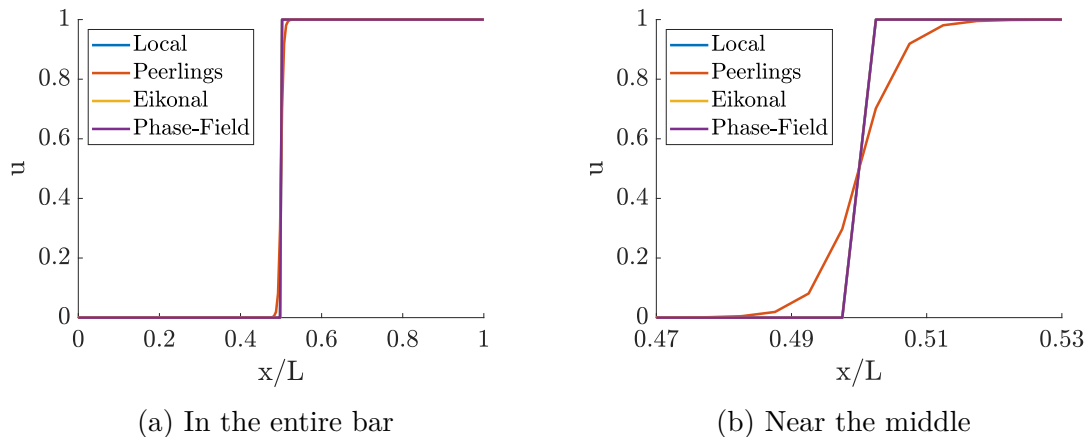 1
0.8
0.6
0.4
0.2
0
u
Local
Peerlings
Eikonal
Phase-Field
0 0.2 0.4 0.6 0.8 1
x/L
(a) In the entire bar
1
0.8
0.6
0.4
0.2
0
u
Local
Peerlings
Eikonal
Phase-Field
0.47 0.49 0.51 0.53
x/L
(b) Near the middle